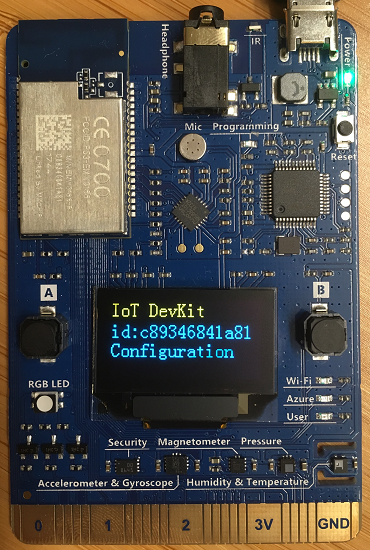 Headphone
IR
Power
Mic Programming
Reset
A
B
IoT DevKit
id:c89346841a81
Configuration
RGB LED
Wi-Fi
Azure
User
Security Magnetometer Pressure
Accelerometer & Gyroscope Humidity & Temperature
0 1 2 3V GND